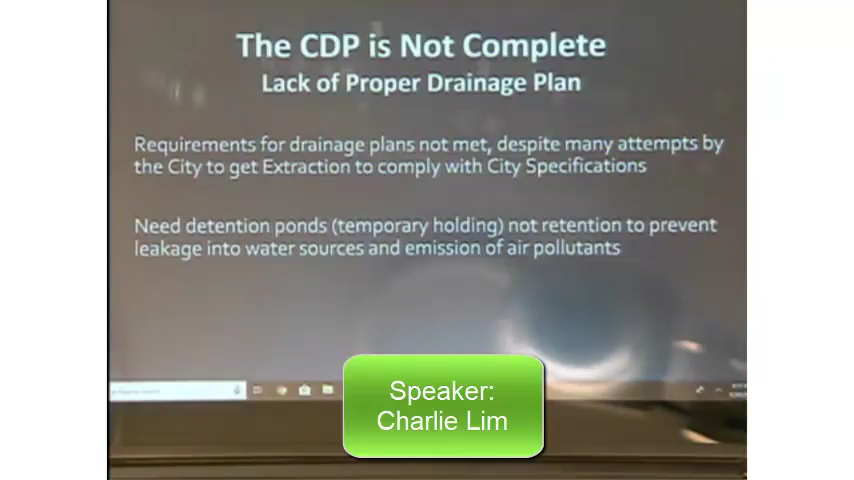 The CDP is Not Complete
Lack of Proper Drainage Plan
Requirements for drainage plans not met, despite many attempts by
the City to get Extraction to comply with City Specifications
Need detention ponds (temporary holding) not retention to prevent
leakage into water sources and emission of air pollutants
Speaker:
Charlie Lim